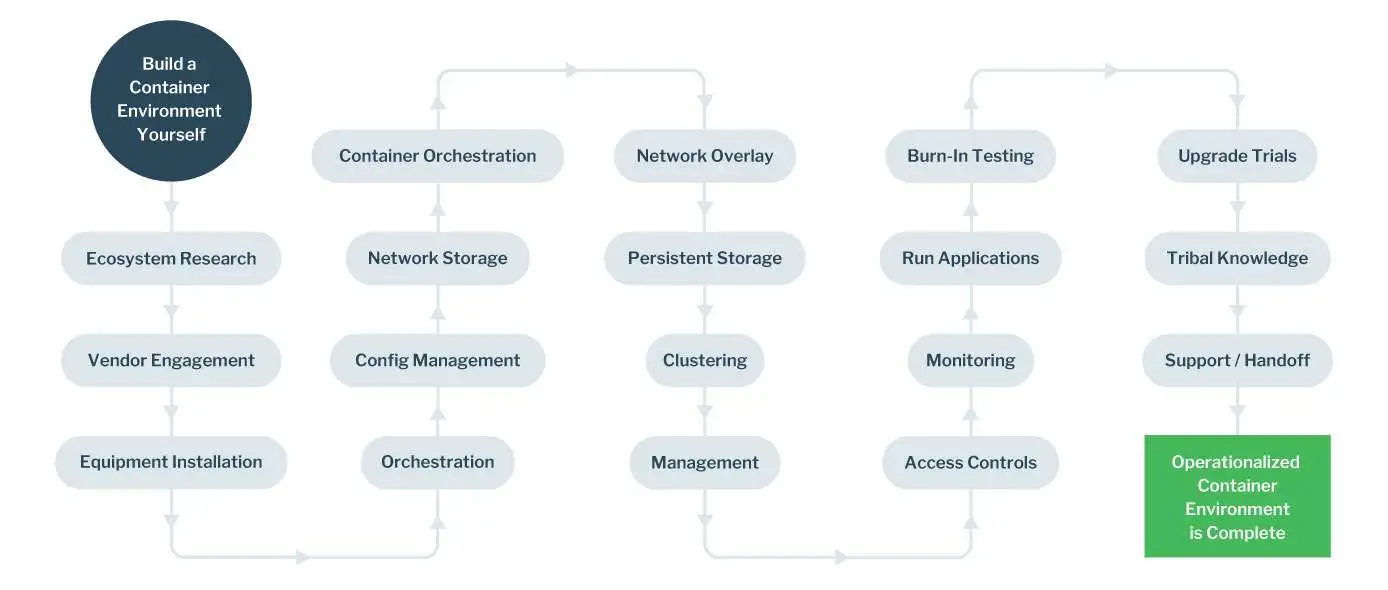 Build a
Container
Environment
Yourself
Ecosystem Research
Vendor Engagement
Equipment Installation
Orchestration
Config Management
Network Storage
Container Orchestration
Network Overlay
Persistent Storage
Clustering
Management
Access Controls
Monitoring
Run Applications
Burn-In Testing
Upgrade Trials
Tribal Knowledge
Support / Handoff
Operationalized
Container
Environment
is Complete